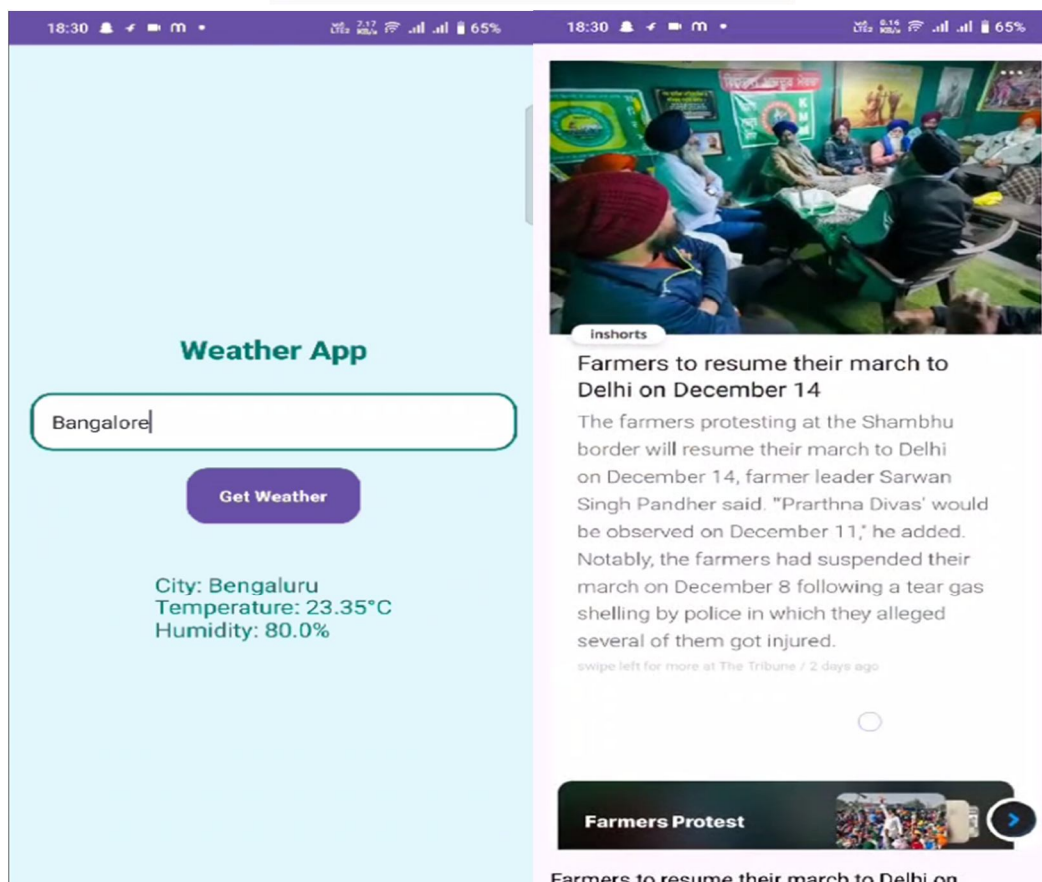 18:30
65%
Weather App
Bangalore
Get Weather
City: Bengaluru
Temperature: 23.35°C
Humidity: 80.0%
18:30
65%
K
M
M
inshorts
Farmers to resume their march to
Delhi on December 14
The farmers protesting at the Shambhu
border will resume their march to Delhi
on December 14, farmer leader Sarwan
Singh Pandher said. "'Prarthna Divas' would
be observed on December 11," he added.
Notably, the farmers had suspended their
march on December 8 following a tear gas
shelling by police in which they alleged
several of them got injured.
swipe left for more at The Tribune / 2 days ago
Farmers Protest
Farmers to resume their march to Delhi on